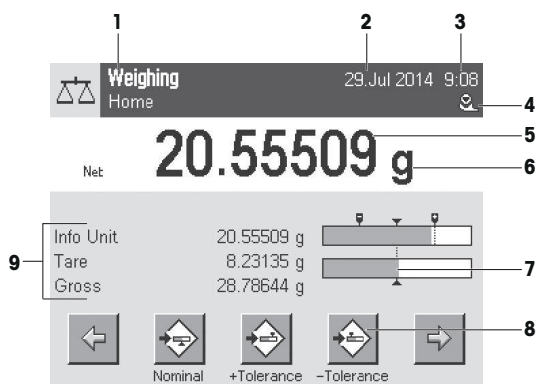 1 2 3
Weighing 29.Jul 2014 9:08
Home
4
5
Net 20.55509 g
6
Info Unit 20.55509 g
9 Tare 8.23135 g 7
Gross 28.78644 g
8
Nominal +Tolerance −Tolerance